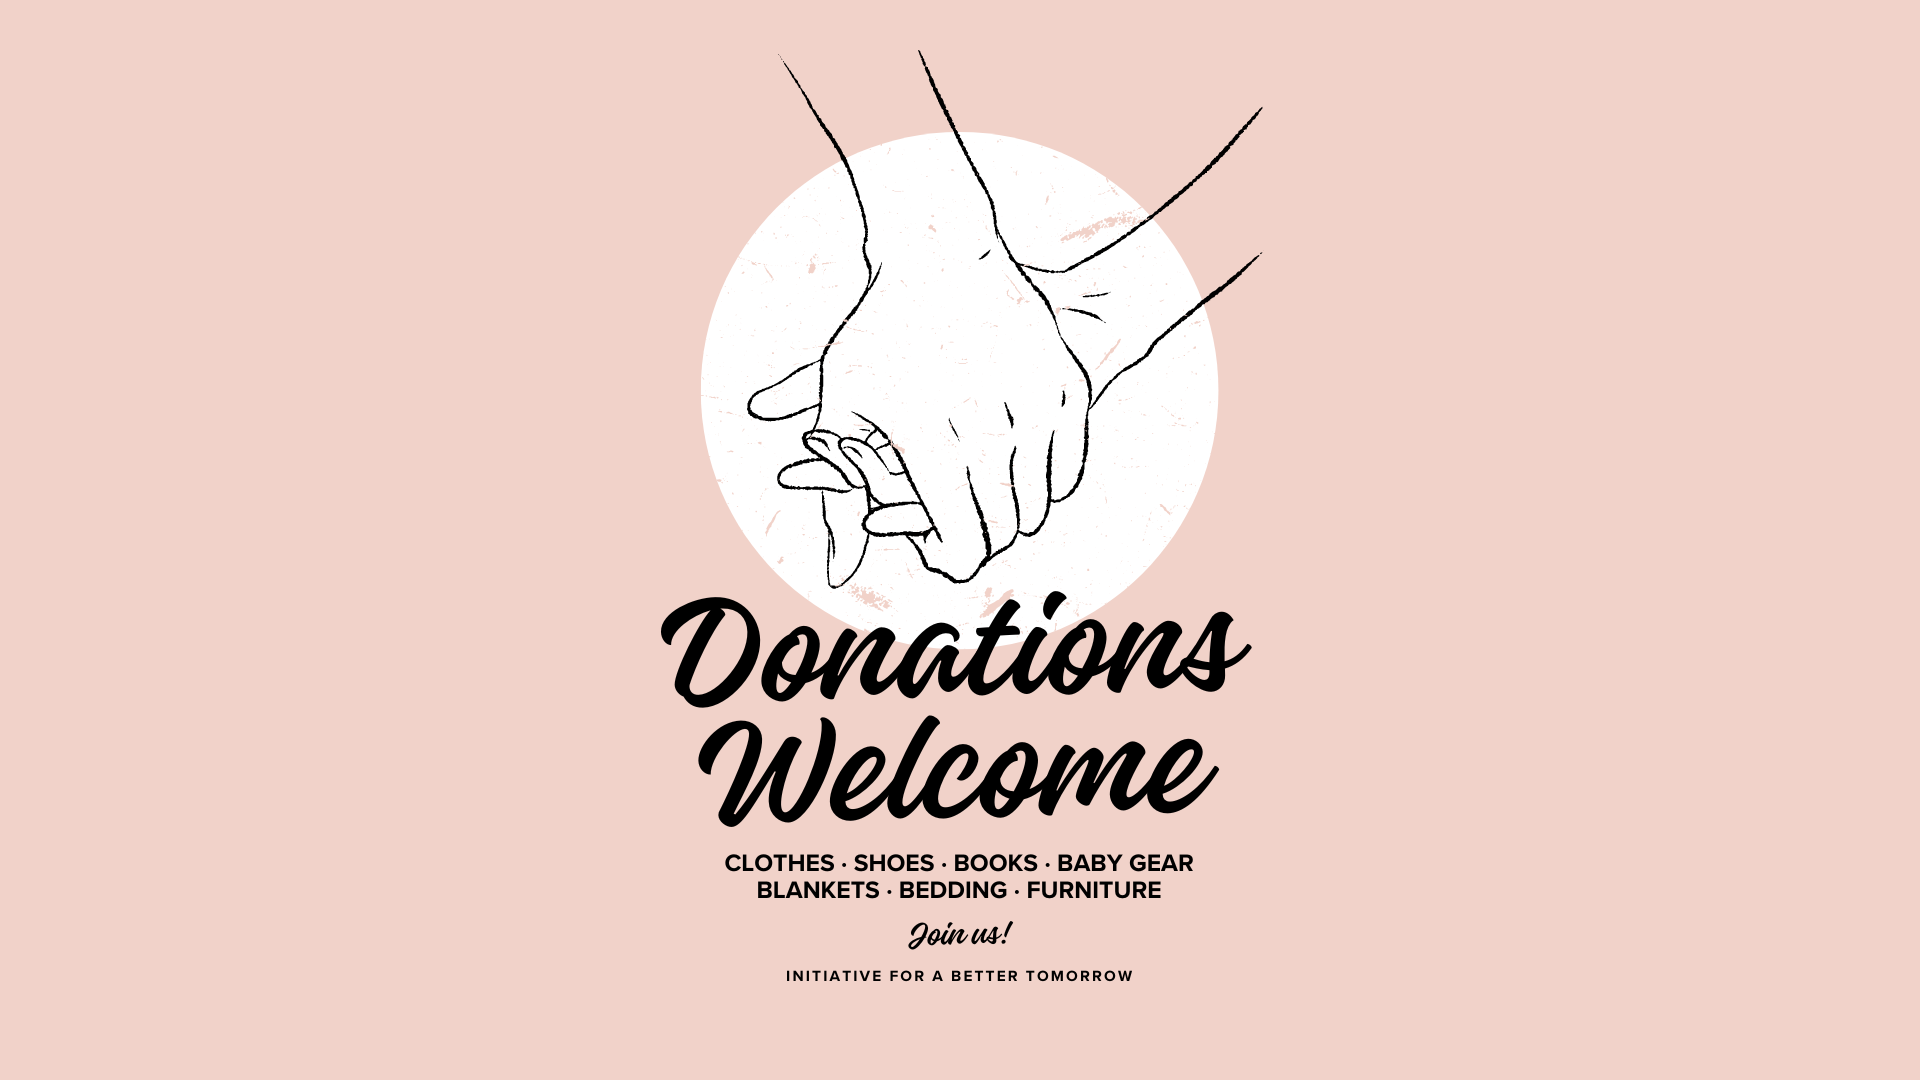 Donations
Welcome
CLOTHES · SHOES · BOOKS · BABY GEAR
BLANKETS · BEDDING · FURNITURE
Join us!
INITIATIVE FOR A BETTER TOMORROW